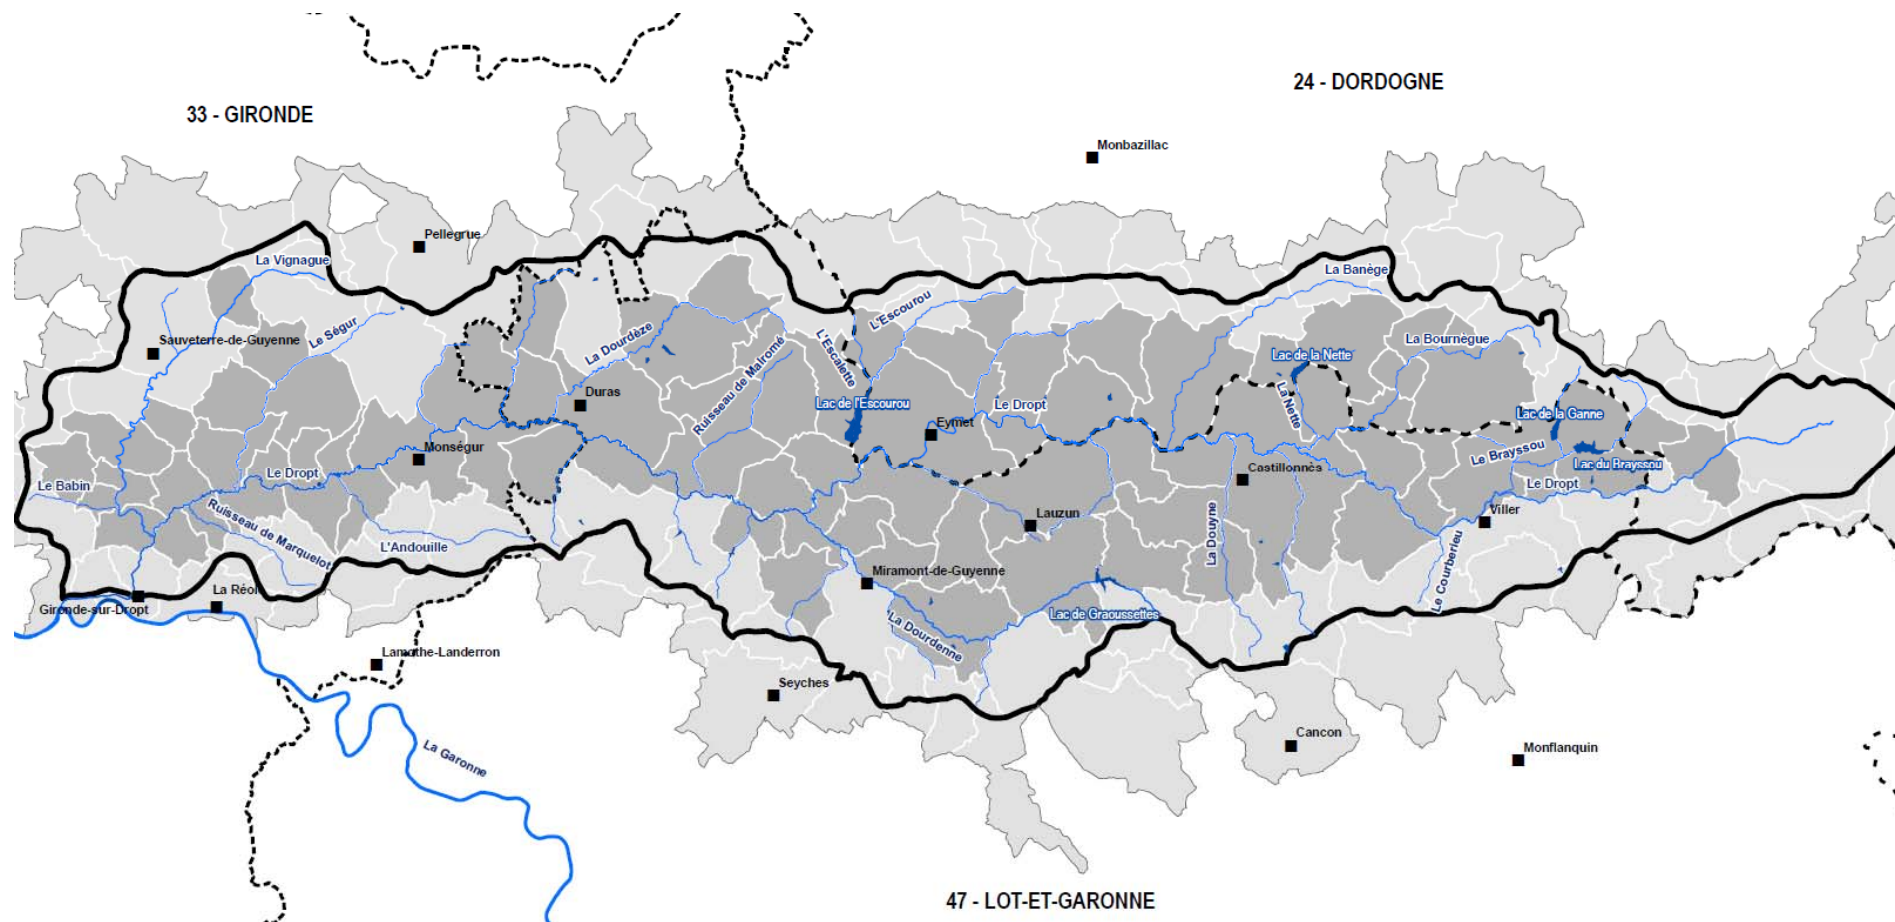 24 - DORDOGNE
33 - GIRONDE
Monbazillac
Pellegrue
La Vignague
La Banège
L'Escourou
Le Ségur
La Dourdèze
Sauveterre-de-Guyenne
Ruisseau de Malromé
L'Escalette
La Bournègue
Lac de la Nette
La Nette
Duras
Lac de l'Escourou
Le Dropt
Lac de la Ganne
Eymet
Monségur
Le Brayssou
Lac du Brayssou
Le Dropt
Castillonnès
Le Babin
Le Dropt
Ruisseau de Marquelot
Lauzun
Viller
La Douyne
L'Andouille
Miramont-de-Guyenne
Le Courberieu
La Réol
Gironde-sur-Dropt
Lac de Graoussettes
La Dourdenne
Lamothe-Landerron
Seyches
Cancon
Monflanquin
La Garonne
47 - LOT-ET-GARONNE